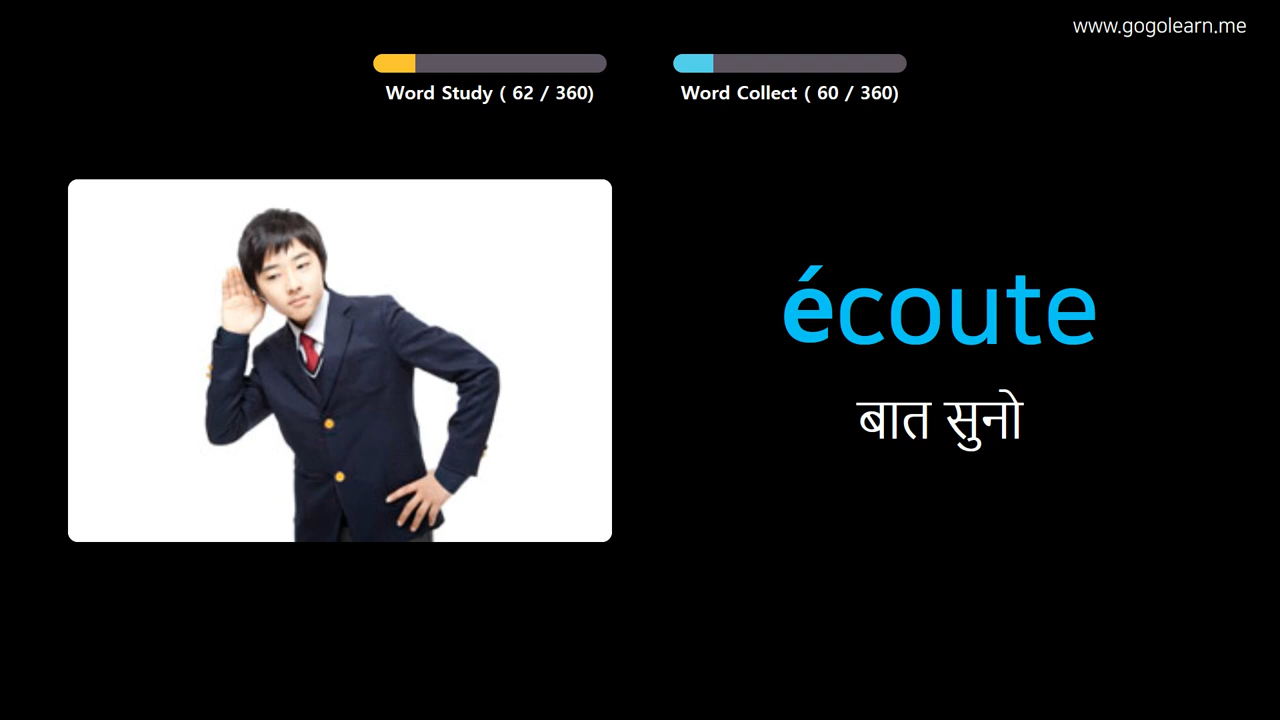 www.gogolearn.me
Word Study ( 62 / 360)
Word Collect ( 60 / 360)
écoute
बात सुनो